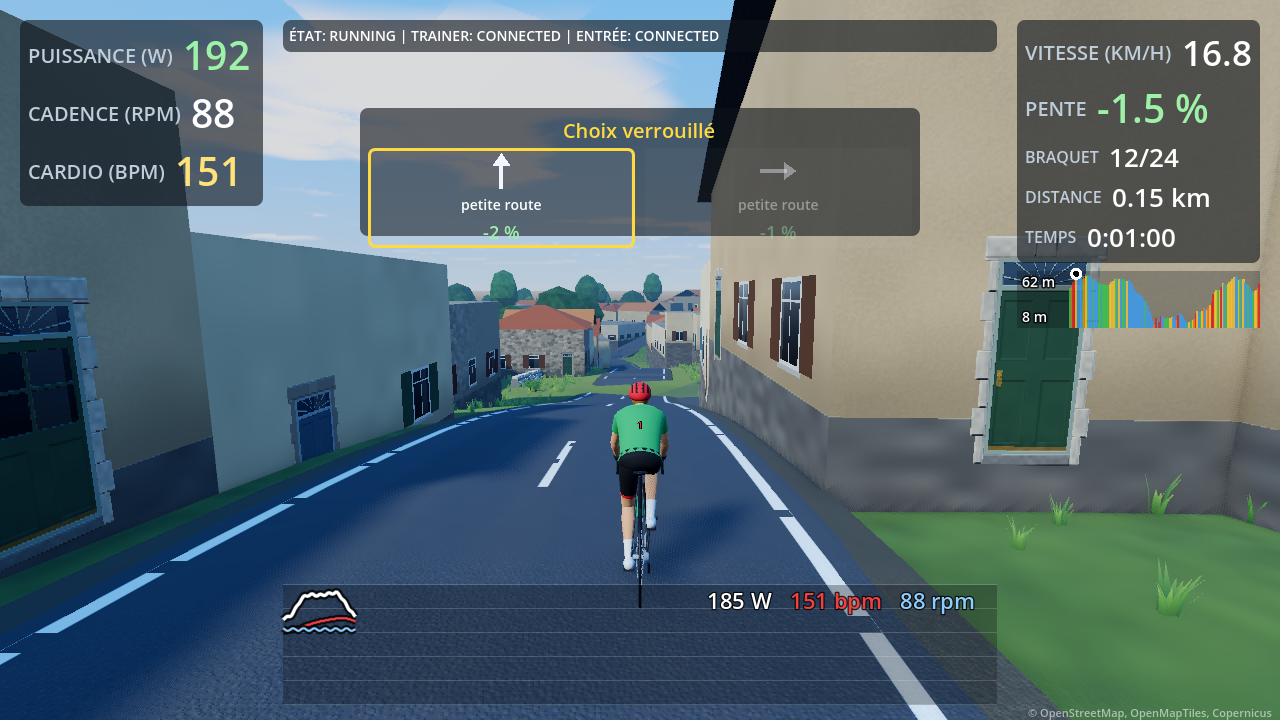 PUISSANCE (W) 192
CADENCE (RPM) 88
CARDIO (BPM) 151
ÉTAT: RUNNING | TRAINER: CONNECTED | ENTRÉE: CONNECTED
Choix verrouillé
petite route
-2 %
petite route
-1 %
VITESSE (KM/H) 16.8
PENTE -1.5 %
BRAQUET 12/24
DISTANCE 0.15 km
TEMPS 0:01:00
62 m
8 m
1
185 W 151 bpm 88 rpm
© OpenStreetMap, OpenMapTiles, Copernicus